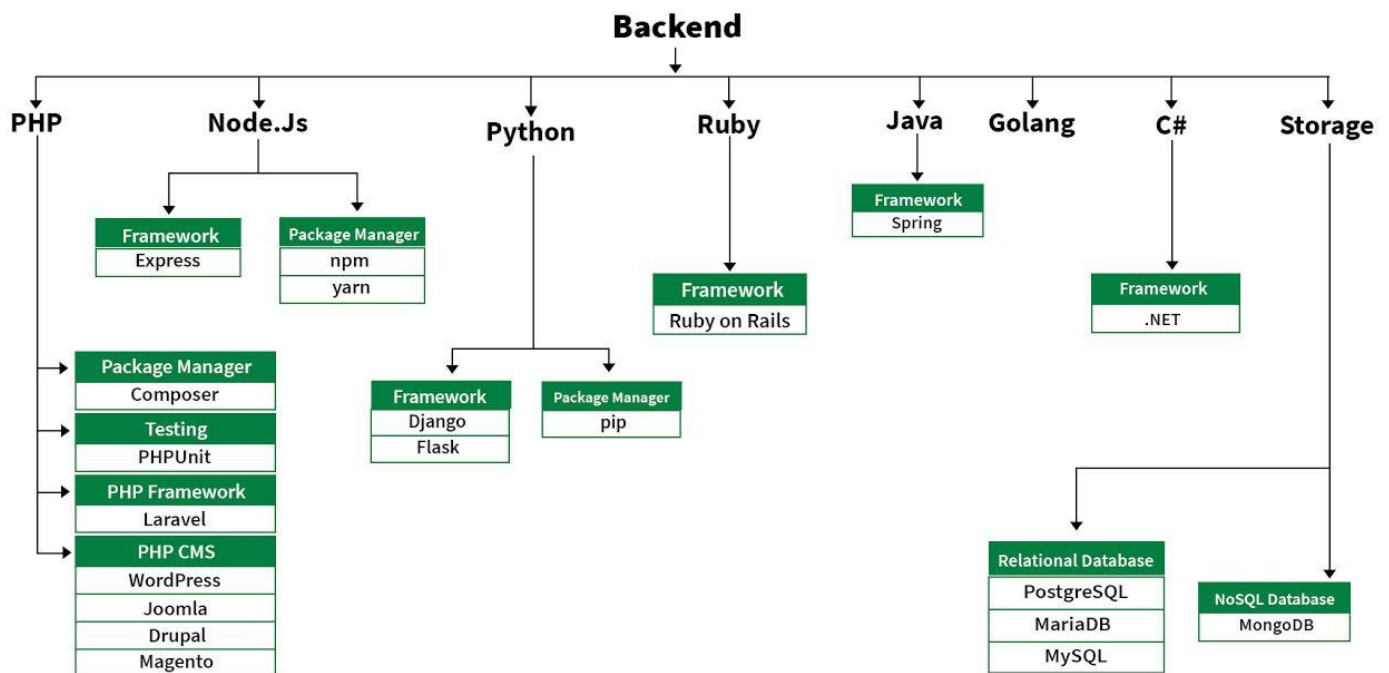 Backend
PHP
Node.Js
Python
Ruby
Java
Golang
C#
Storage
Framework
Express
Package Manager
npm
yarn
Framework
Spring
Framework
Ruby on Rails
Framework
.NET
Package Manager
Composer
Testing
PHPUnit
PHP Framework
Laravel
PHP CMS
WordPress
Joomla
Drupal
Magento
Framework
Django
Flask
Package Manager
pip
Relational Database
PostgreSQL
MariaDB
MySQL
NoSQL Database
MongoDB